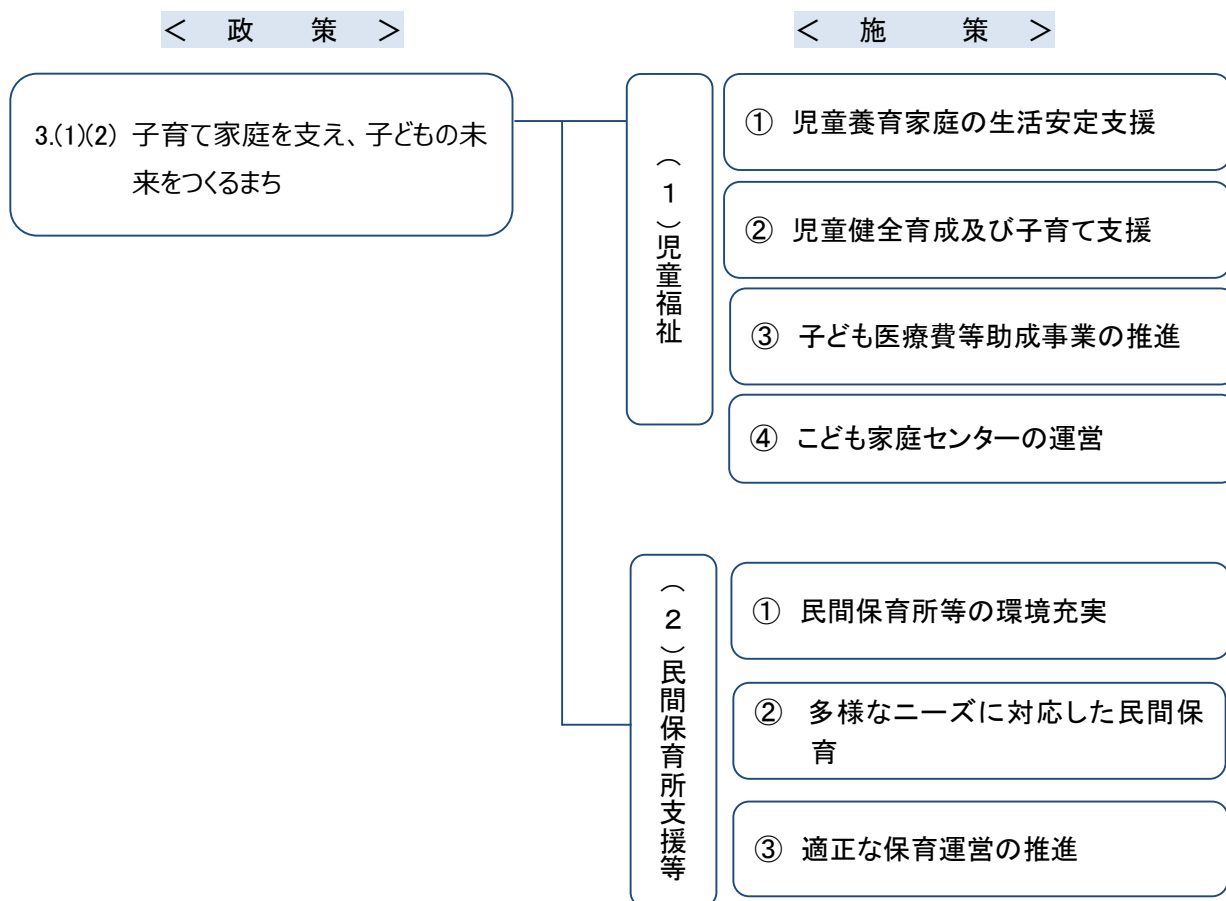 ＜　政　　策　＞
＜　施　　策　＞
3.(1)(2) 子育て家庭を支え、子どもの未
来をつくるまち
（１）児童福祉
① 児童養育家庭の生活安定支援
② 児童健全育成及び子育て支援
③ 子ども医療費等助成事業の推進
④ こども家庭センターの運営
（２）民間保育所支援等
① 民間保育所等の環境充実
② 多様なニーズに対応した民間保
育
③ 適正な保育運営の推進